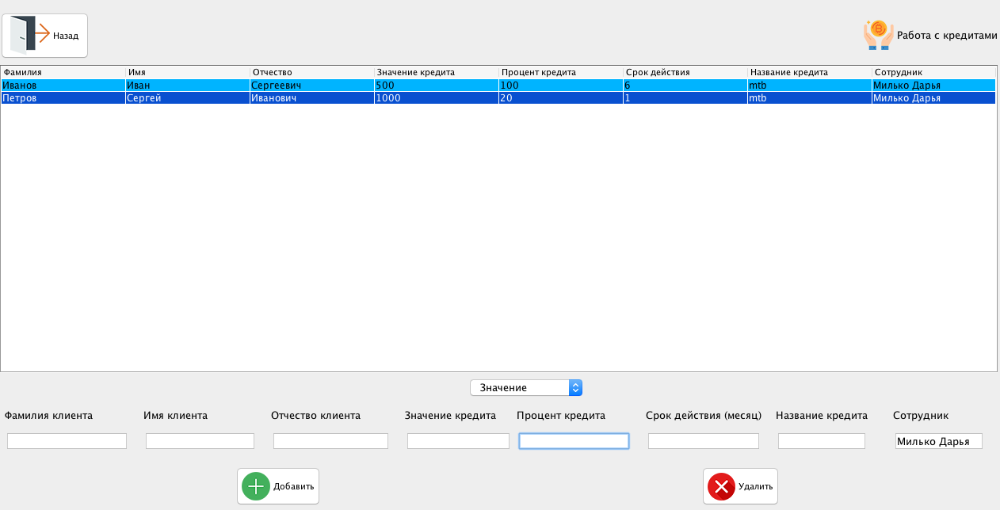 Назад
Работа с кредитами
Фамилия Имя Отчество Значение кредита Процент кредита Срок действия Название кредита Сотрудник
Иванов Иван Сергеевич 500 100 6 mtb Милько Дарья
Петров Сергей Иванович 1000 20 1 mtb Милько Дарья
Значение
Фамилия клиента Имя клиента Отчество клиента Значение кредита Процент кредита Срок действия (месяц) Название кредита Сотрудник
Милько Дарья
Добавить Удалить